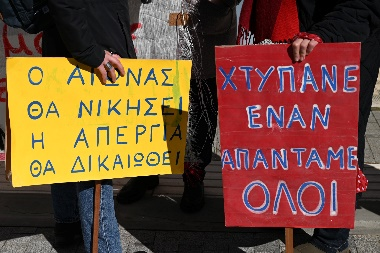 Ο ΑΓΩΝΑΣ
ΘΑ ΝΙΚΗΣΕΙ
Η ΑΠΕΡΓΙΑ
ΘΑ ΔΙΚΑΙΩΘΕΙ
ΧΤΥΠΑΝΕ
ΕΝΑΝ
ΑΠΑΝΤΑΜΕ
ΟΛΟΙ